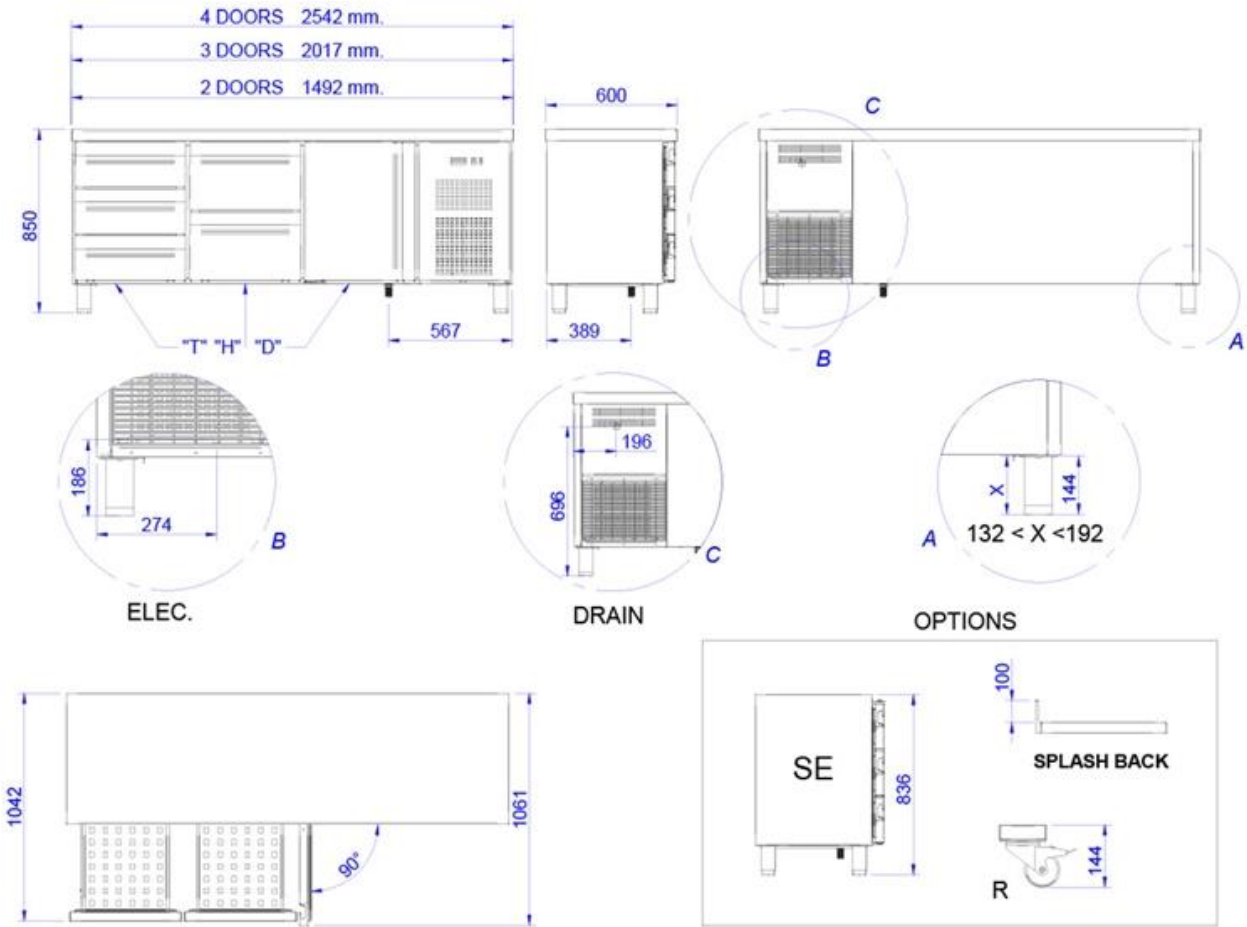 4 DOORS 2542 mm.
3 DOORS 2017 mm.
2 DOORS 1492 mm.
600
C
850
"T" "H" "D"
567
389
B
A
186
274
B
ELEC.
196
696
C
DRAIN
X
144
A
132 < X <192
OPTIONS
1042
1061
90°
SE
836
100
SPLASH BACK
R
144